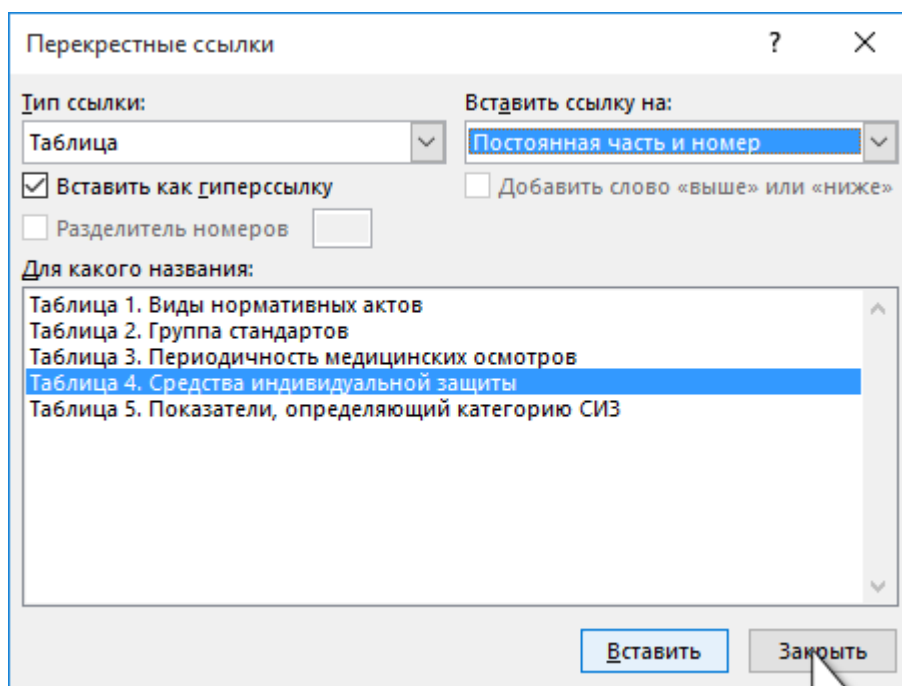 Перекрестные ссылки ?
Тип ссылки: Вставить ссылку на:
Таблица Постоянная часть и номер
Вставить как гиперссылку Добавить слово «выше» или «ниже»
Разделитель номеров
Для какого названия:
Таблица 1. Виды нормативных актов
Таблица 2. Группа стандартов
Таблица 3. Периодичность медицинских осмотров
Таблица 4. Средства индивидуальной защиты
Таблица 5. Показатели, определяющий категорию СИЗ
Вставить Закрыть